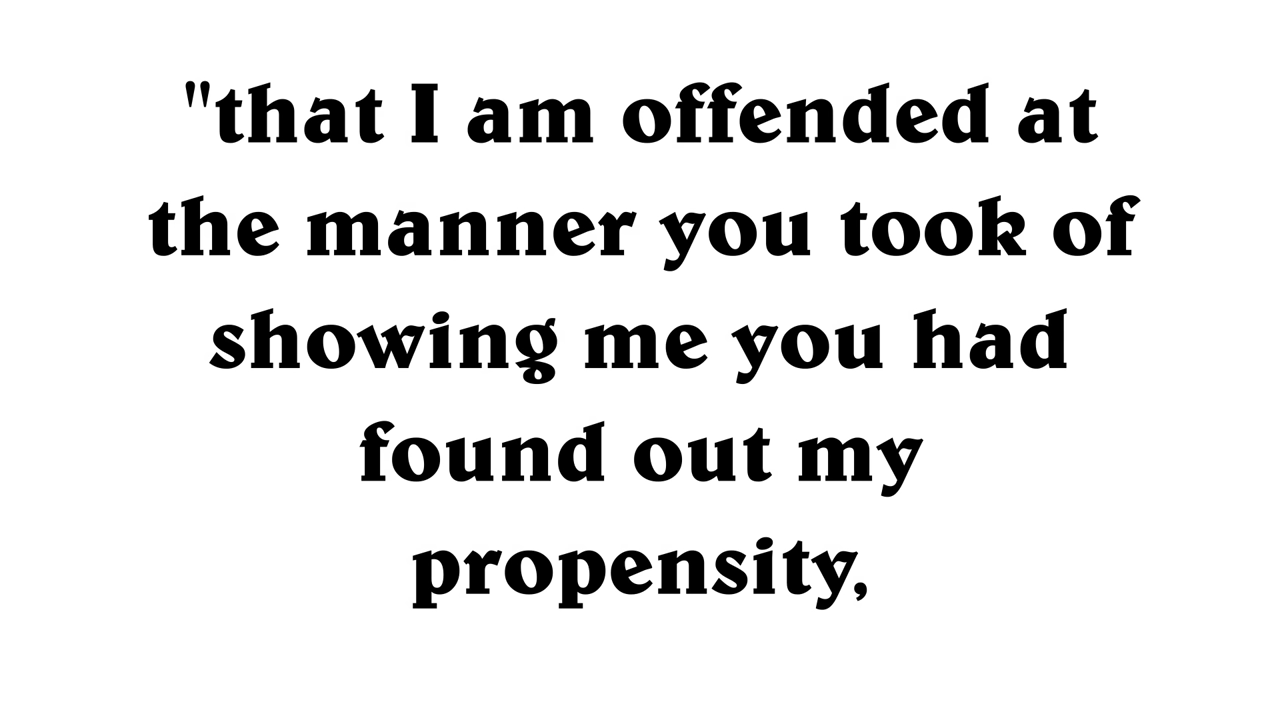 "that I am offended at
the manner you took of
showing me you had
found out my
propensity,